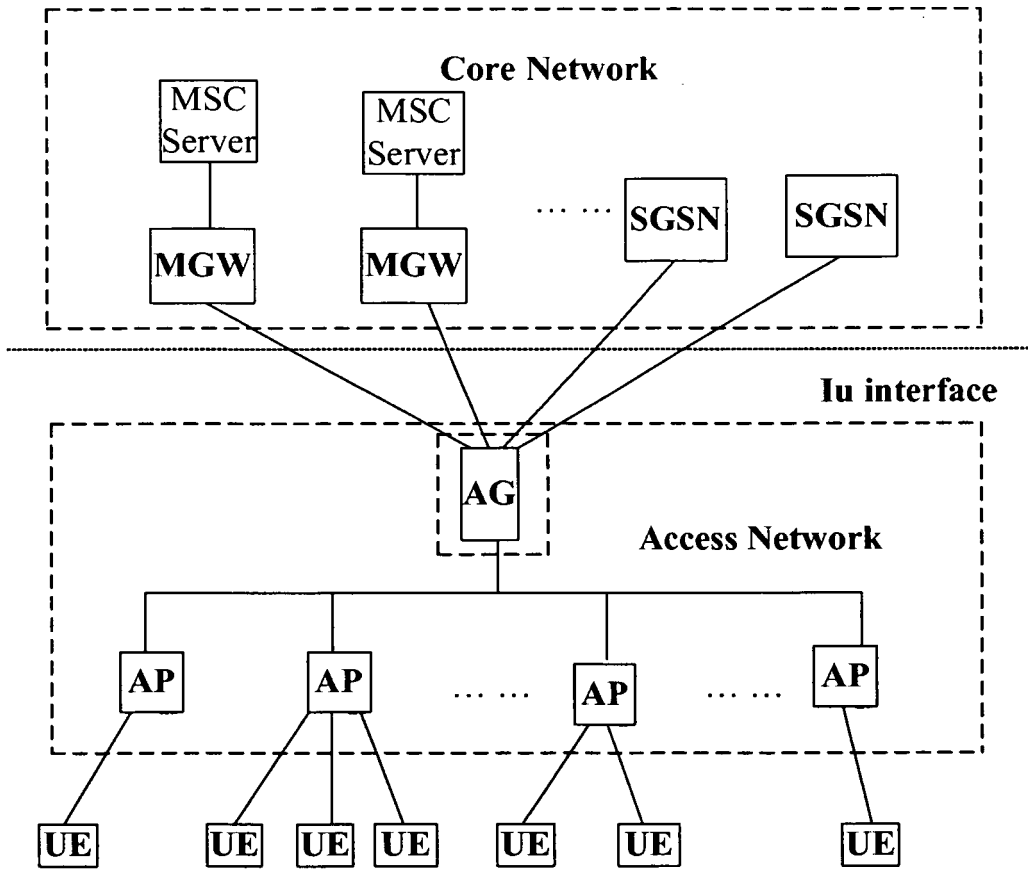 Core Network
MSC
Server
MSC
Server
MGW
MGW
... ...
SGSN
SGSN
Iu interface
AG
Access Network
AP
AP
... ...
AP
... ...
AP
UE
UE
UE
UE
UE
UE
UE